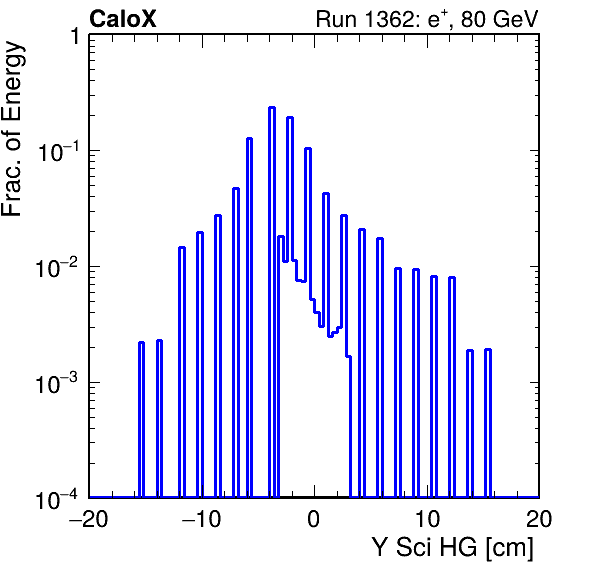 CaloX Run 1362: e⁺, 80 GeV
Frac. of Energy
1
10⁻¹
10⁻²
10⁻³
10⁻⁴
−20 −10 0 10 20
Y Sci HG [cm]